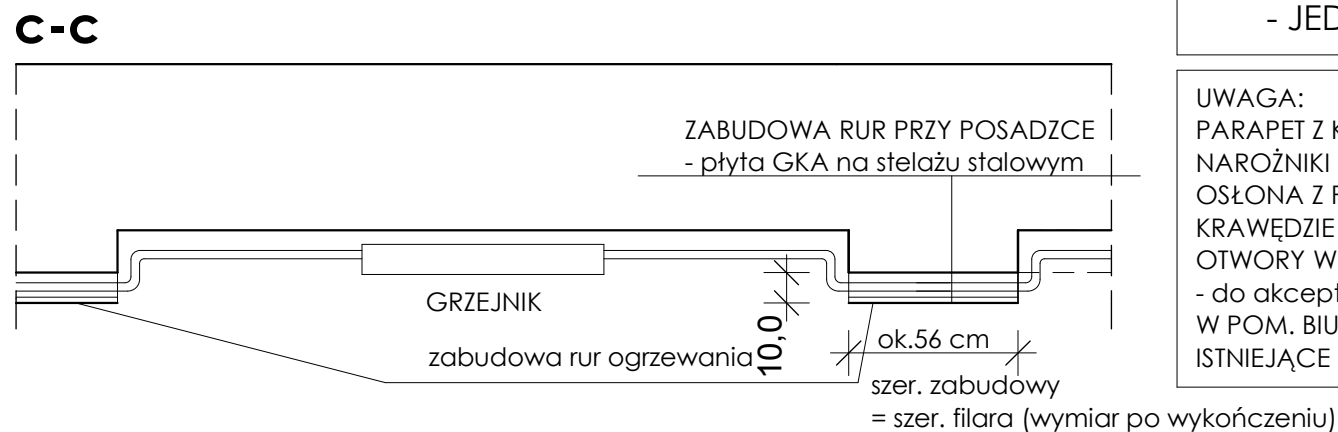 C-C
ZABUDOWA RUR PRZY POSADZCE
- płyta GKA na stelażu stalowym
GRZEJNIK
zabudowa rur ogrzewania
10,0
ok.56 cm
szer. zabudowy
= szer. filara (wymiar po wykończeniu)
- JED
UWAGA:
PARAPET Z K
NAROŻNIKI
OSŁONA Z
KRAWĘDZIE
OTWORY W
- do akcept
W POM. BIU
ISTNIEJĄCE